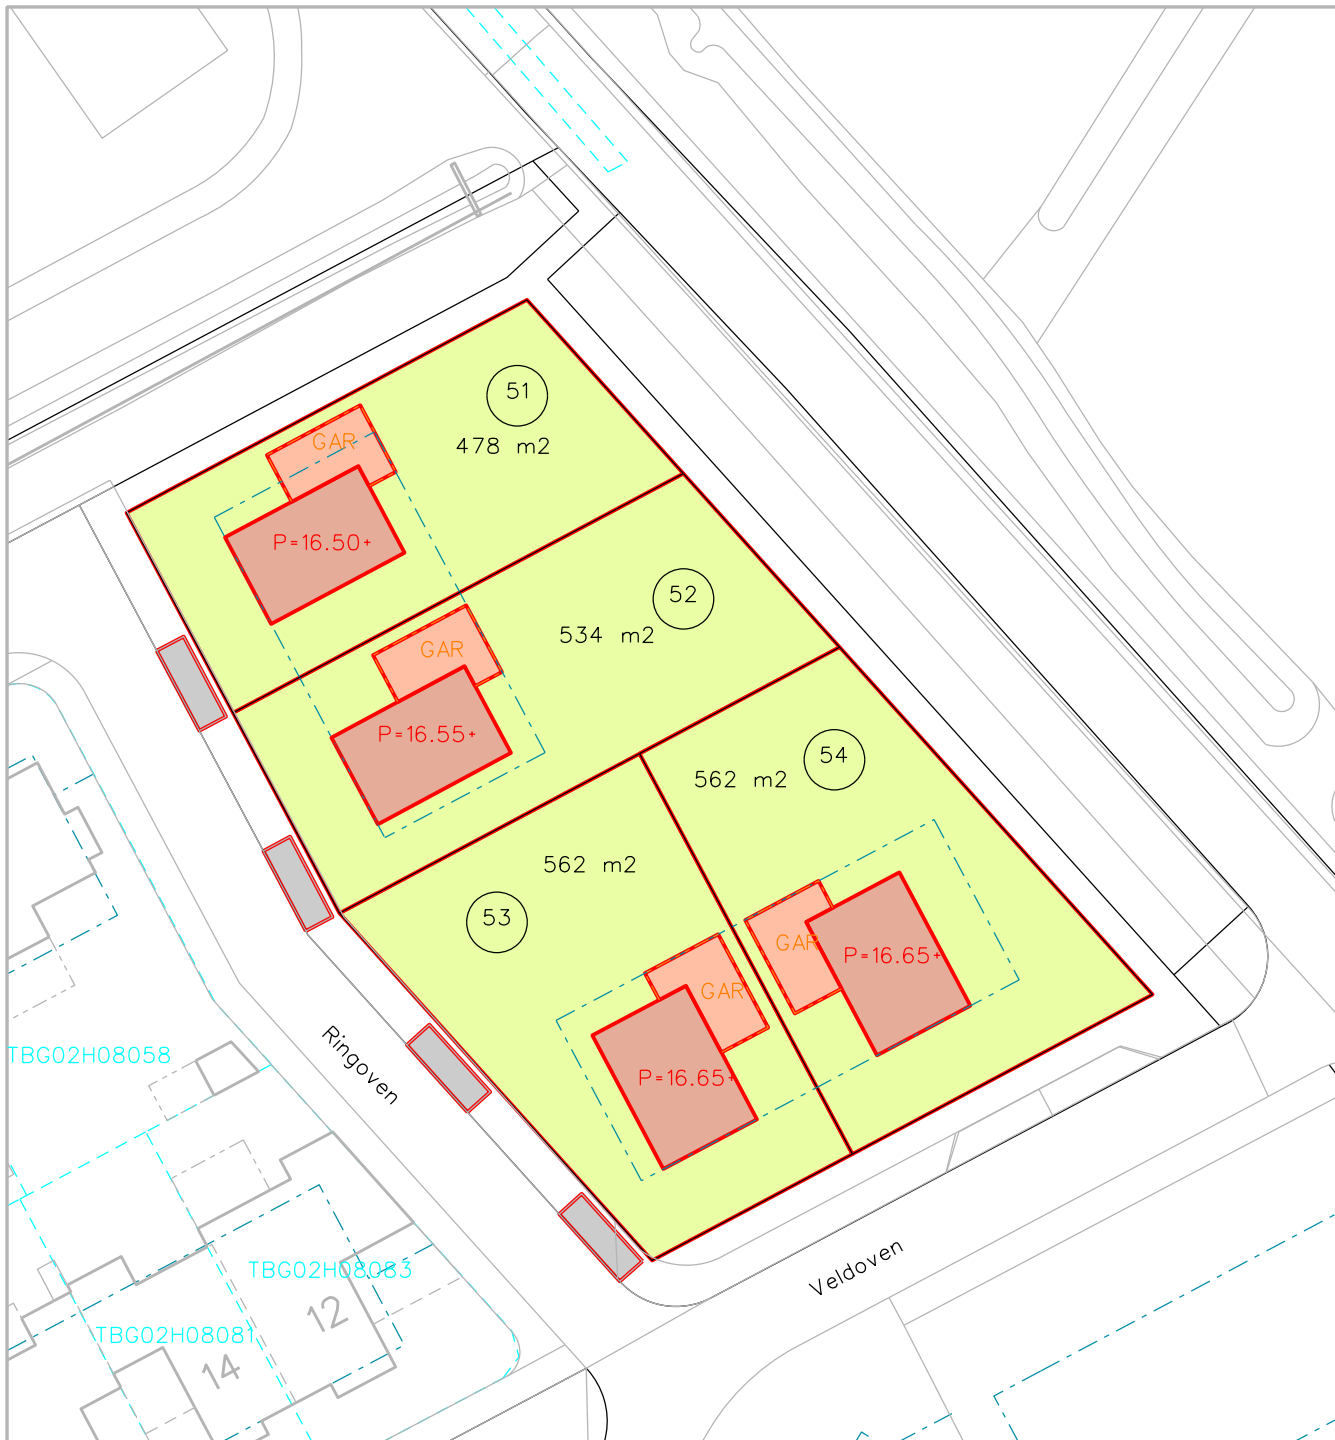 51
478 m2
GAR
P=16.50+
52
534 m2
GAR
P=16.55+
54
562 m2
562 m2
53
GAR
P=16.65+
GAR
P=16.65+
Ringoven
TBG02H08058
Veldoven
TBG02H08083
12
TBG02H08081
14